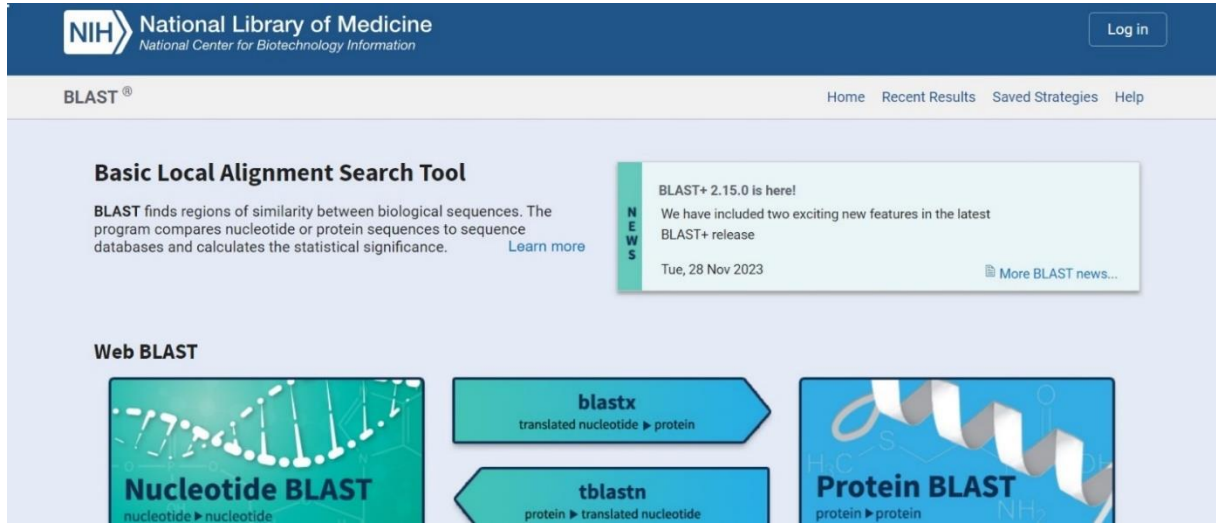 NIH
National Library of Medicine
National Center for Biotechnology Information
Log in
BLAST ®
Home Recent Results Saved Strategies Help
Basic Local Alignment Search Tool
BLAST finds regions of similarity between biological sequences. The
program compares nucleotide or protein sequences to sequence
databases and calculates the statistical significance. Learn more
NEWS
BLAST+ 2.15.0 is here!
We have included two exciting new features in the latest
BLAST+ release
Tue, 28 Nov 2023
More BLAST news...
Web BLAST
Nucleotide BLAST
nucleotide ▶ nucleotide
blastx
translated nucleotide ▶ protein
tblastn
protein ▶ translated nucleotide
H₃C
S
O
OH
NH₂
Protein BLAST
protein ▶ protein